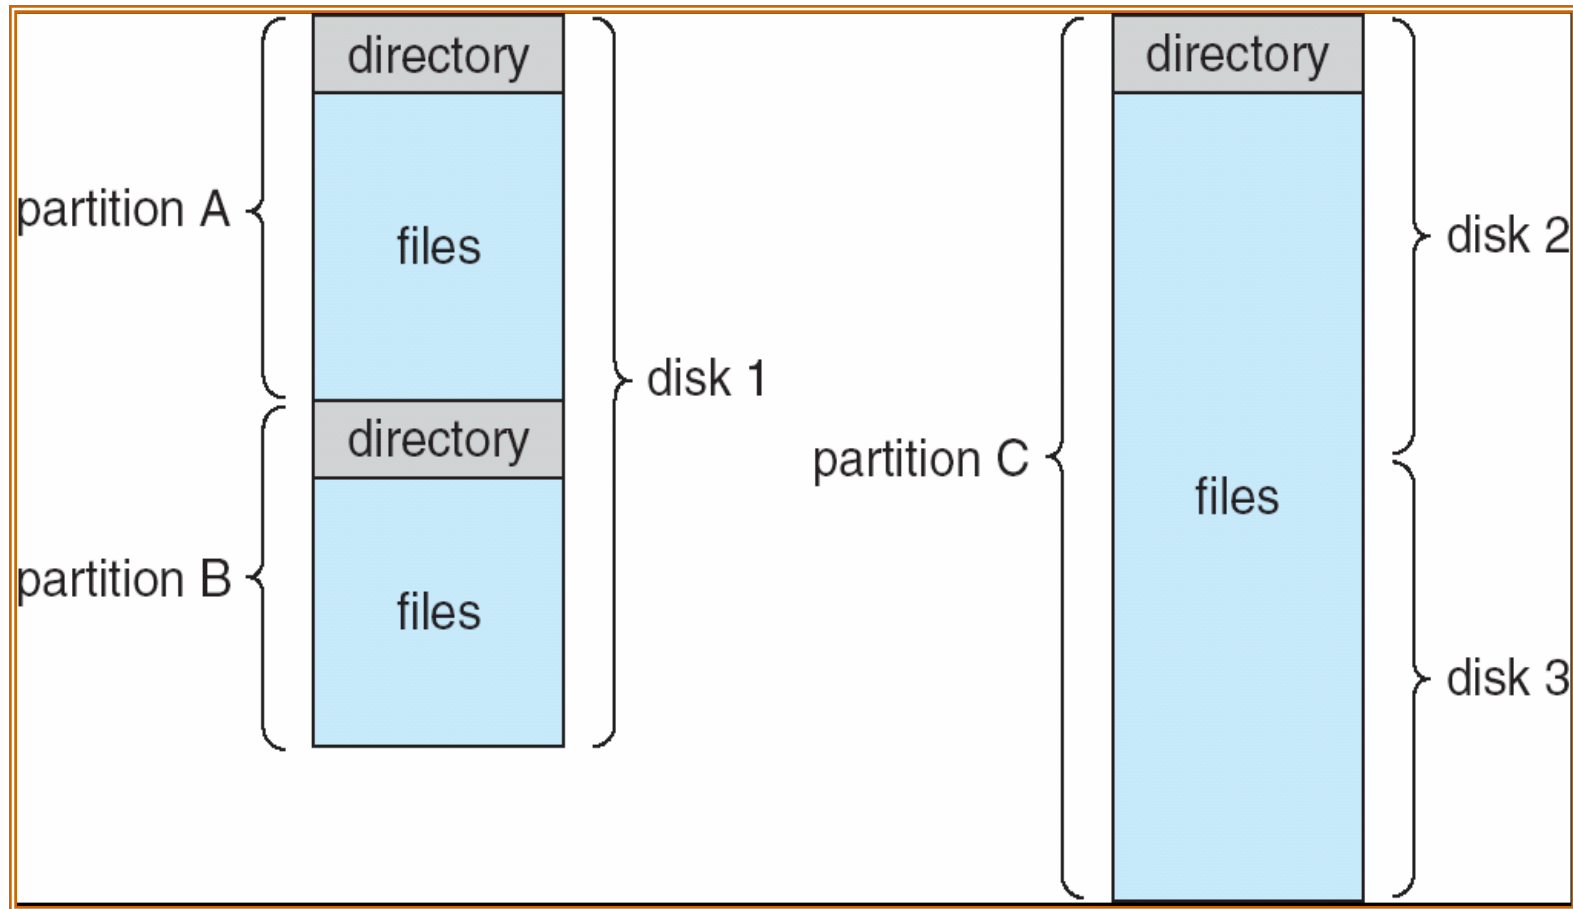 directory
partition A
files
disk 1
directory
partition B
files
directory
disk 2
partition C
files
disk 3